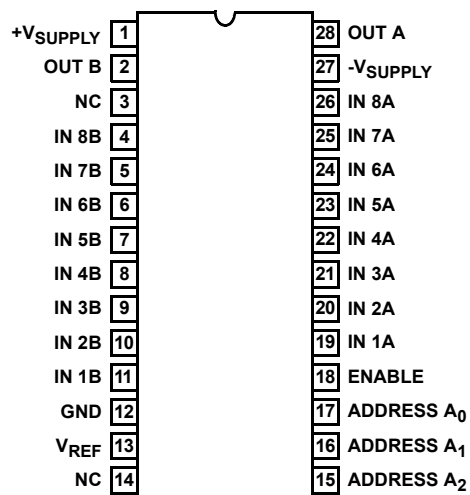 +VSUPPLY 1 28 OUT A
OUT B 2 27 -VSUPPLY
NC 3 26 IN 8A
IN 8B 4 25 IN 7A
IN 7B 5 24 IN 6A
IN 6B 6 23 IN 5A
IN 5B 7 22 IN 4A
IN 4B 8 21 IN 3A
IN 3B 9 20 IN 2A
IN 2B 10 19 IN 1A
IN 1B 11 18 ENABLE
GND 12 17 ADDRESS A0
VREF 13 16 ADDRESS A1
NC 14 15 ADDRESS A2